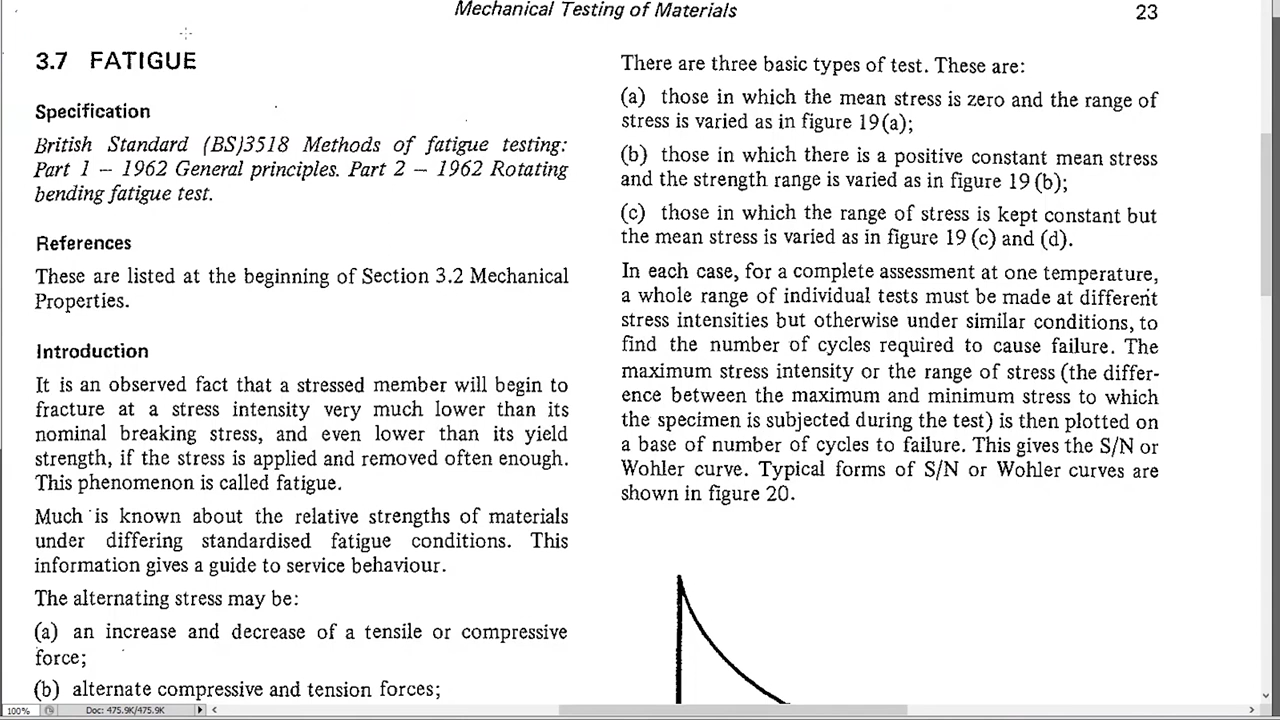 Mechanical Testing of Materials
23
3.7 FATIGUE
Specification
British Standard (BS)3518 Methods of fatigue testing:
Part 1 – 1962 General principles. Part 2 – 1962 Rotating
bending fatigue test.
References
These are listed at the beginning of Section 3.2 Mechanical
Properties.
Introduction
It is an observed fact that a stressed member will begin to
fracture at a stress intensity very much lower than its
nominal breaking stress, and even lower than its yield
strength, if the stress is applied and removed often enough.
This phenomenon is called fatigue.
Much is known about the relative strengths of materials
under differing standardised fatigue conditions. This
information gives a guide to service behaviour.
The alternating stress may be:
(a) an increase and decrease of a tensile or compressive
force;
(b) alternate compressive and tension forces;
There are three basic types of test. These are:
(a) those in which the mean stress is zero and the range of
stress is varied as in figure 19(a);
(b) those in which there is a positive constant mean stress
and the strength range is varied as in figure 19 (b);
(c) those in which the range of stress is kept constant but
the mean stress is varied as in figure 19 (c) and (d).
In each case, for a complete assessment at one temperature,
a whole range of individual tests must be made at different
stress intensities but otherwise under similar conditions, to
find the number of cycles required to cause failure. The
maximum stress intensity or the range of stress (the differ-
ence between the maximum and minimum stress to which
the specimen is subjected during the test) is then plotted on
a base of number of cycles to failure. This gives the S/N or
Wohler curve. Typical forms of S/N or Wohler curves are
shown in figure 20.
100%
Doc: 475.9K/475.9K